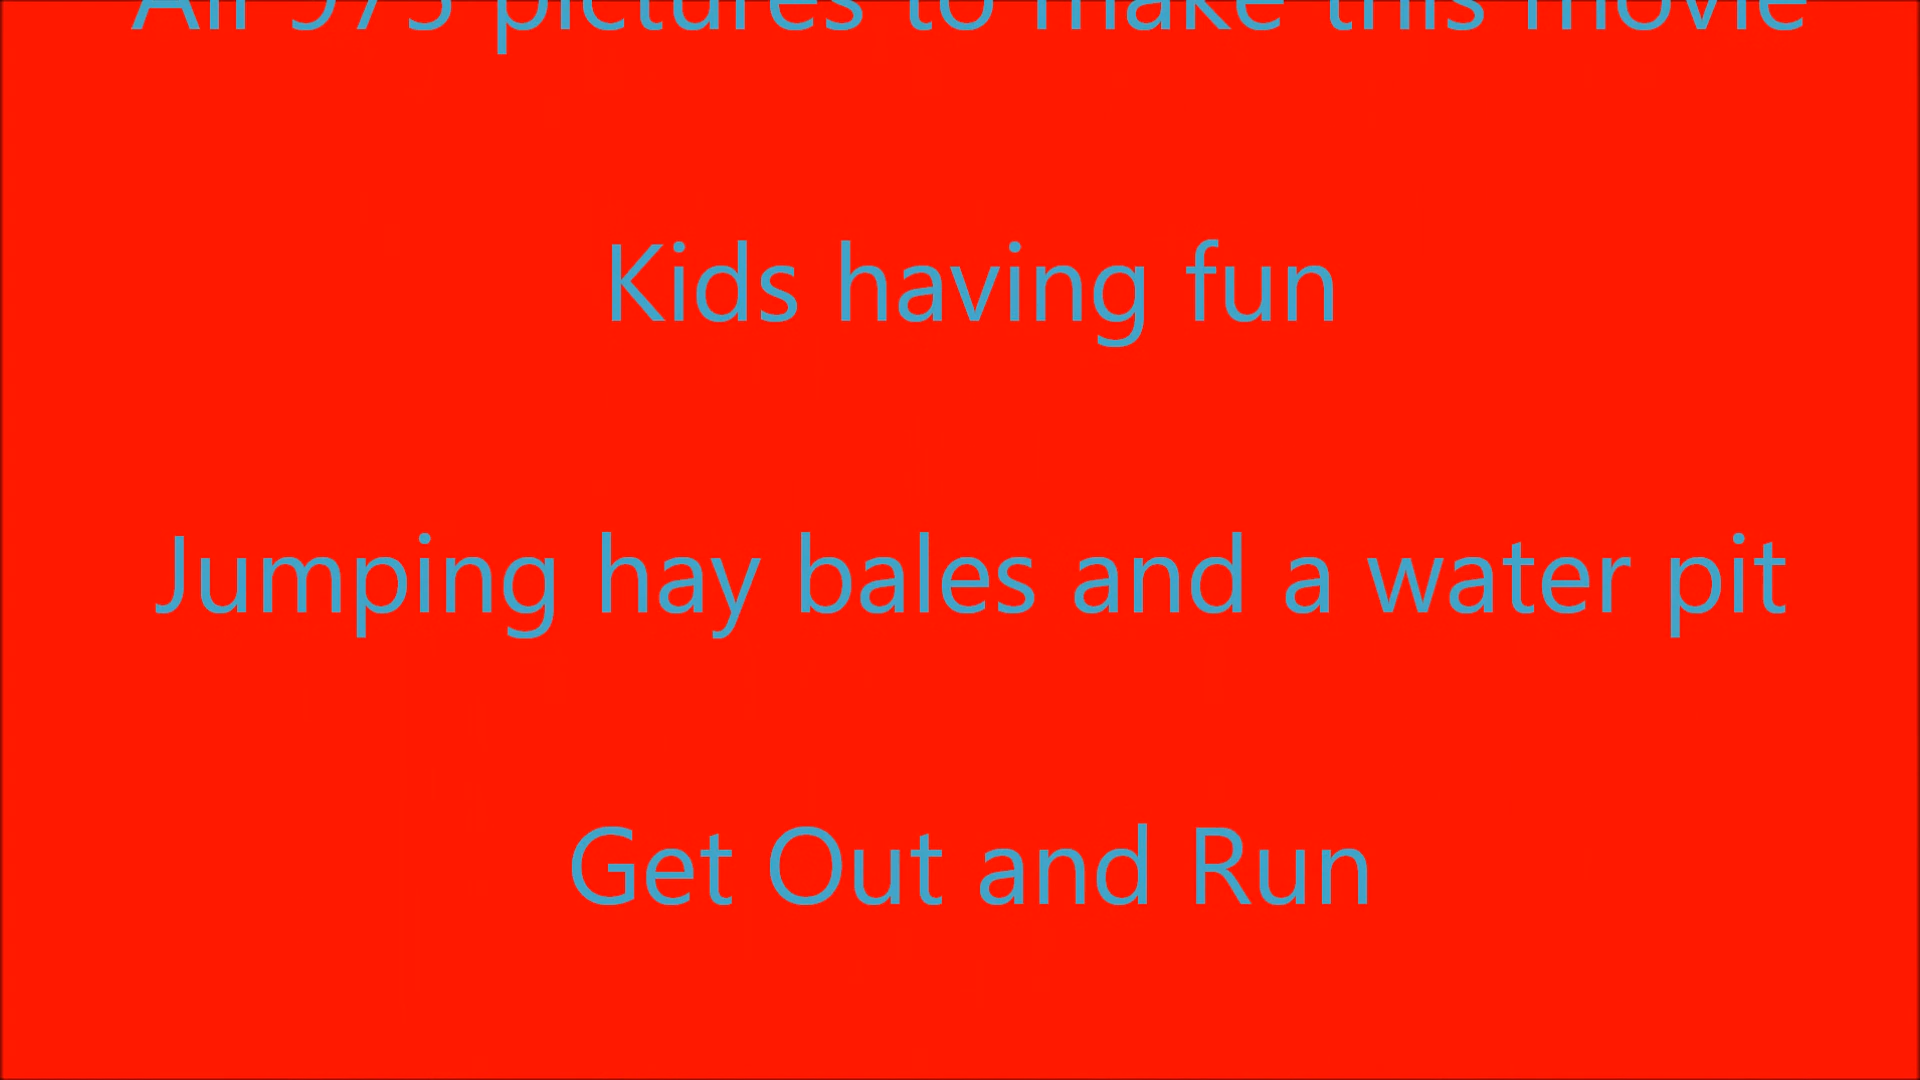 All pictures to make this movie
Kids having fun
Jumping hay bales and a water pit
Get Out and Run